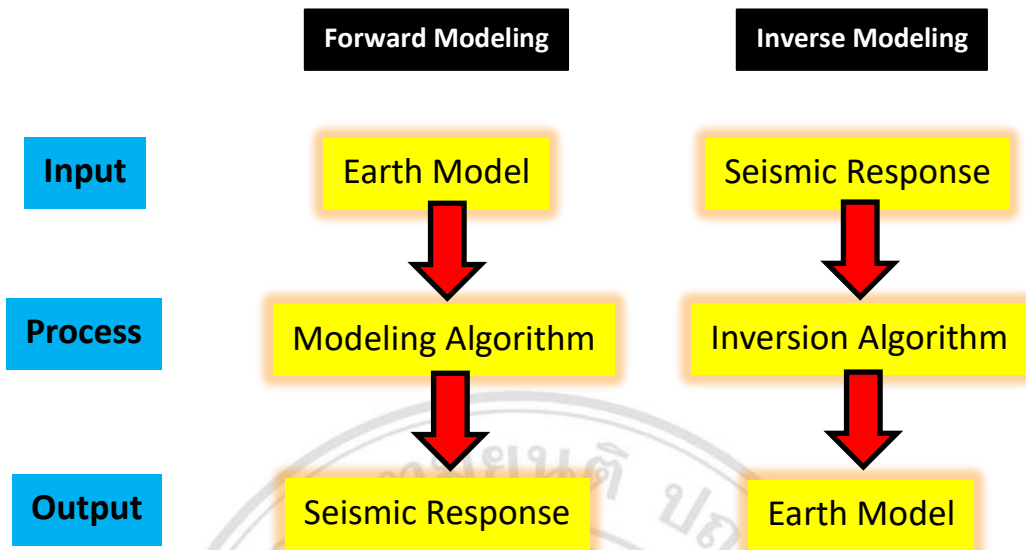 Forward Modeling Inverse Modeling
Input Earth Model Seismic Response
Process Modeling Algorithm Inversion Algorithm
Output Seismic Response Earth Model